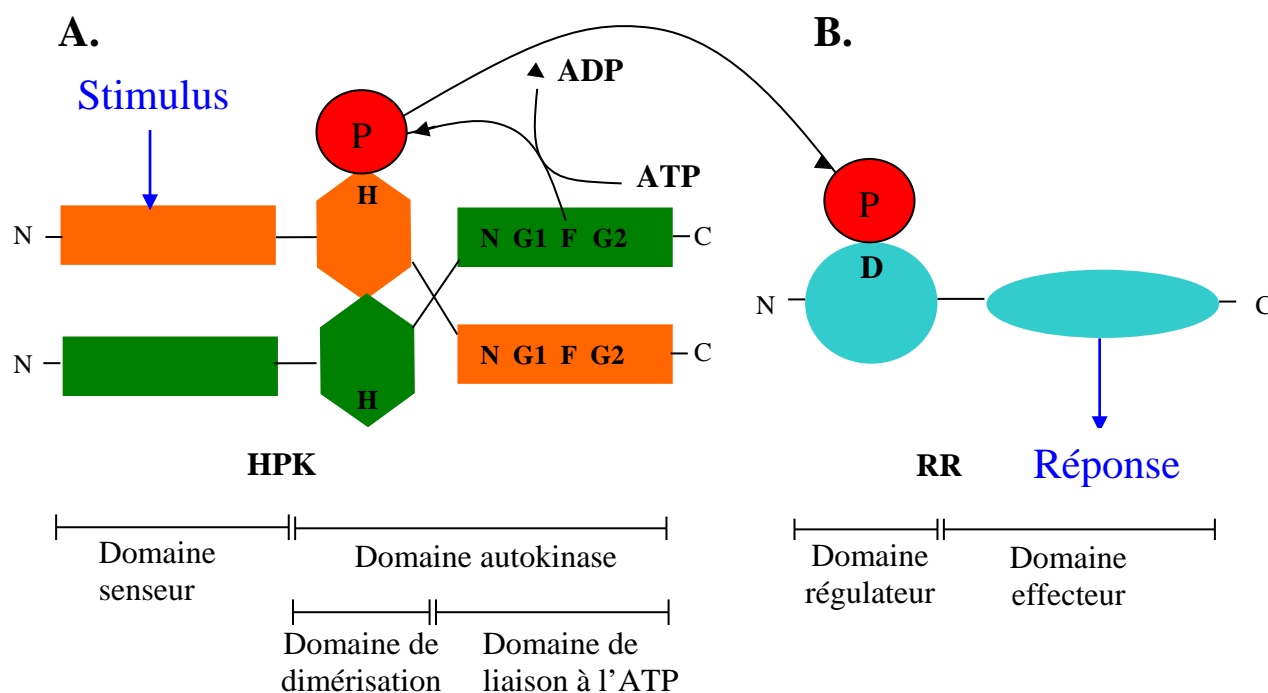 A.
B.
Stimulus
ADP
P
ATP
P
H
N
N G1 F G2
C
D
N
C
N
N G1 F G2
C
H
HPK
RR
Réponse
Domaine
senseur
Domaine autokinase
Domaine
régulateur
Domaine
effecteur
Domaine de
dimérisation
Domaine de
liaison à l’ATP